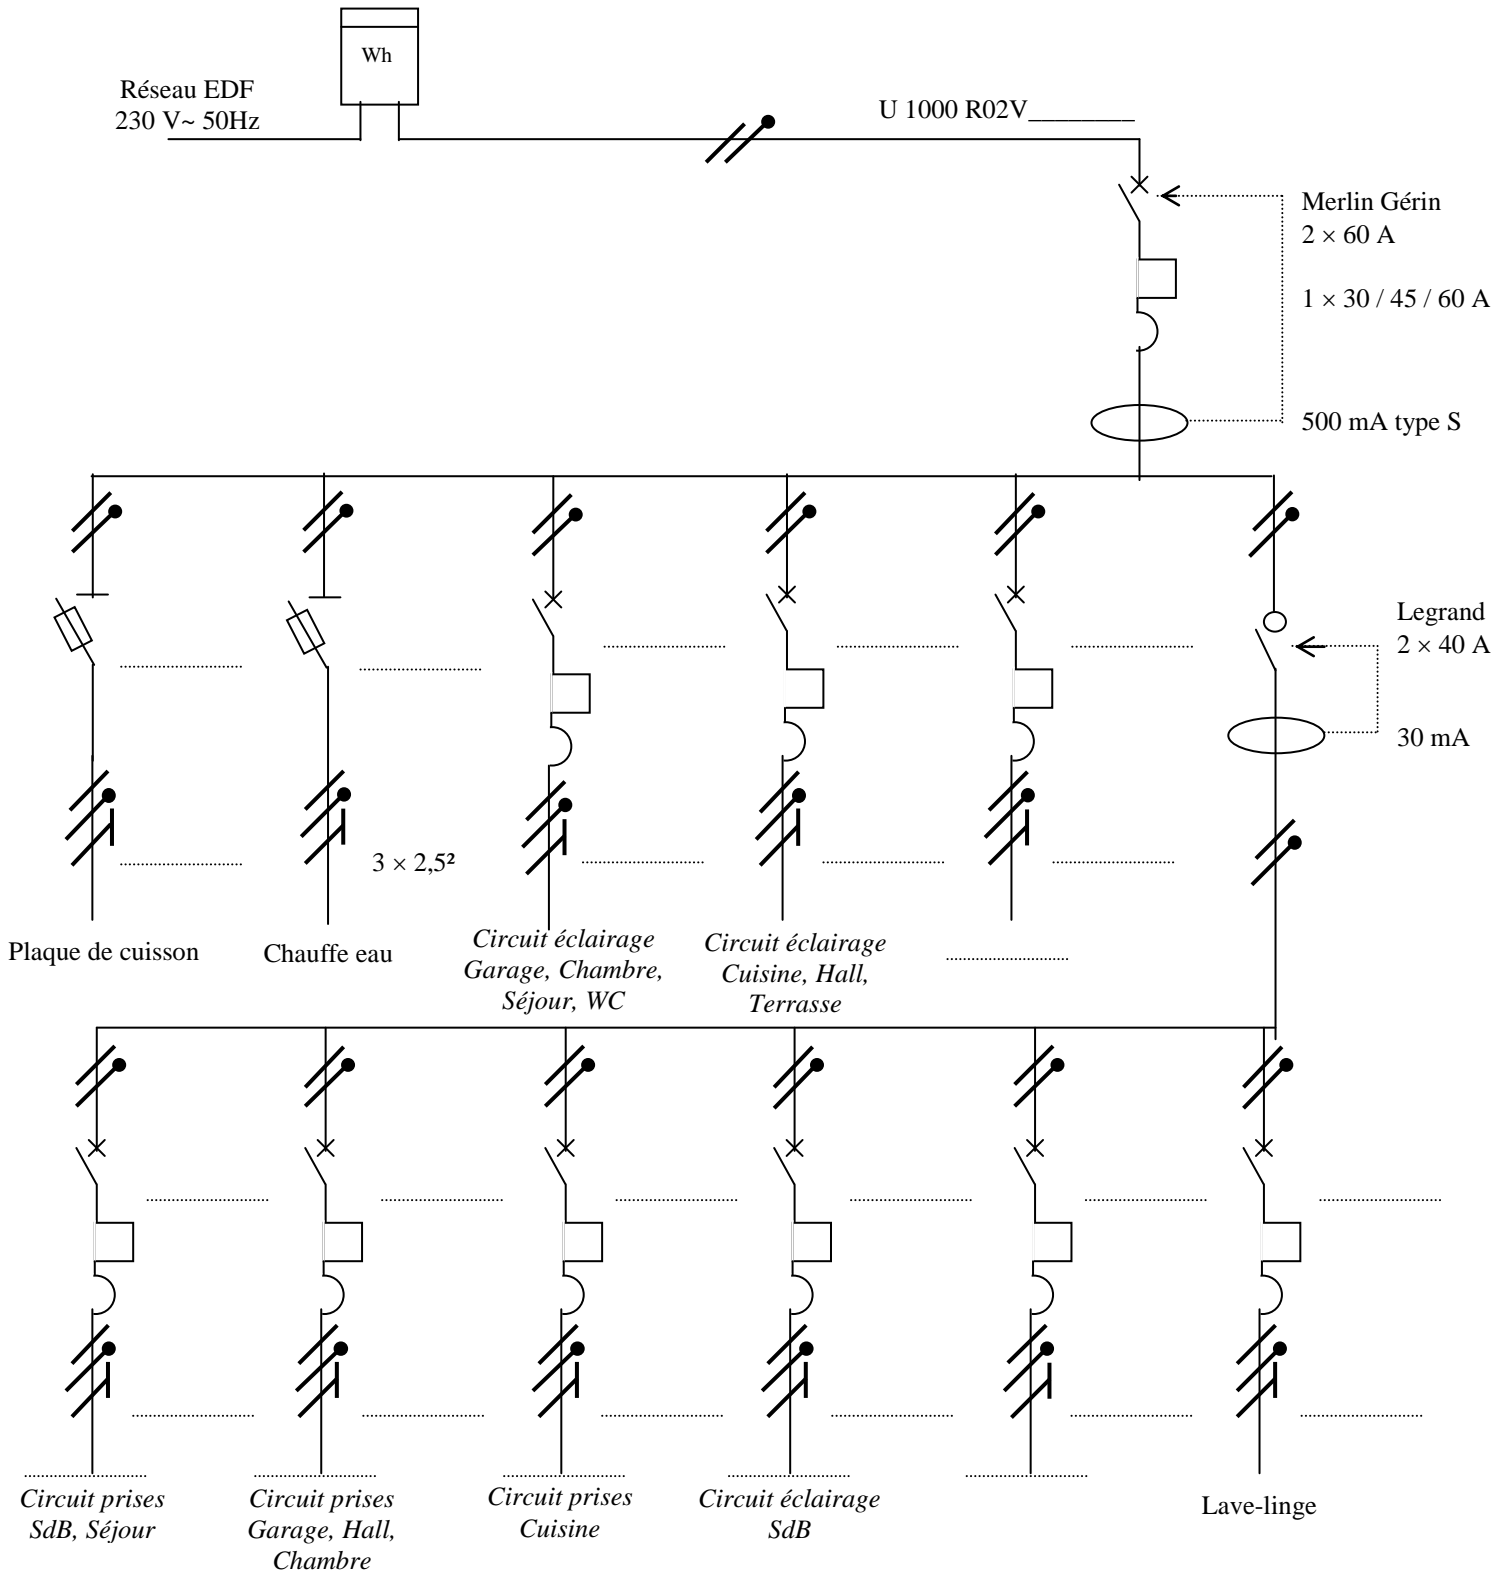 Wh
Réseau EDF
230 V~ 50Hz
U 1000 R02V________
Merlin Gérin
2 × 60 A
1 × 30 / 45 / 60 A
500 mA type S
Legrand
2 × 40 A
30 mA
3 × 2,5²
Plaque de cuisson
Chauffe eau
Circuit éclairage
Garage, Chambre,
Séjour, WC
Circuit éclairage
Cuisine, Hall,
Terrasse
Circuit prises
SdB, Séjour
Circuit prises
Garage, Hall,
Chambre
Circuit prises
Cuisine
Circuit éclairage
SdB
Lave-linge